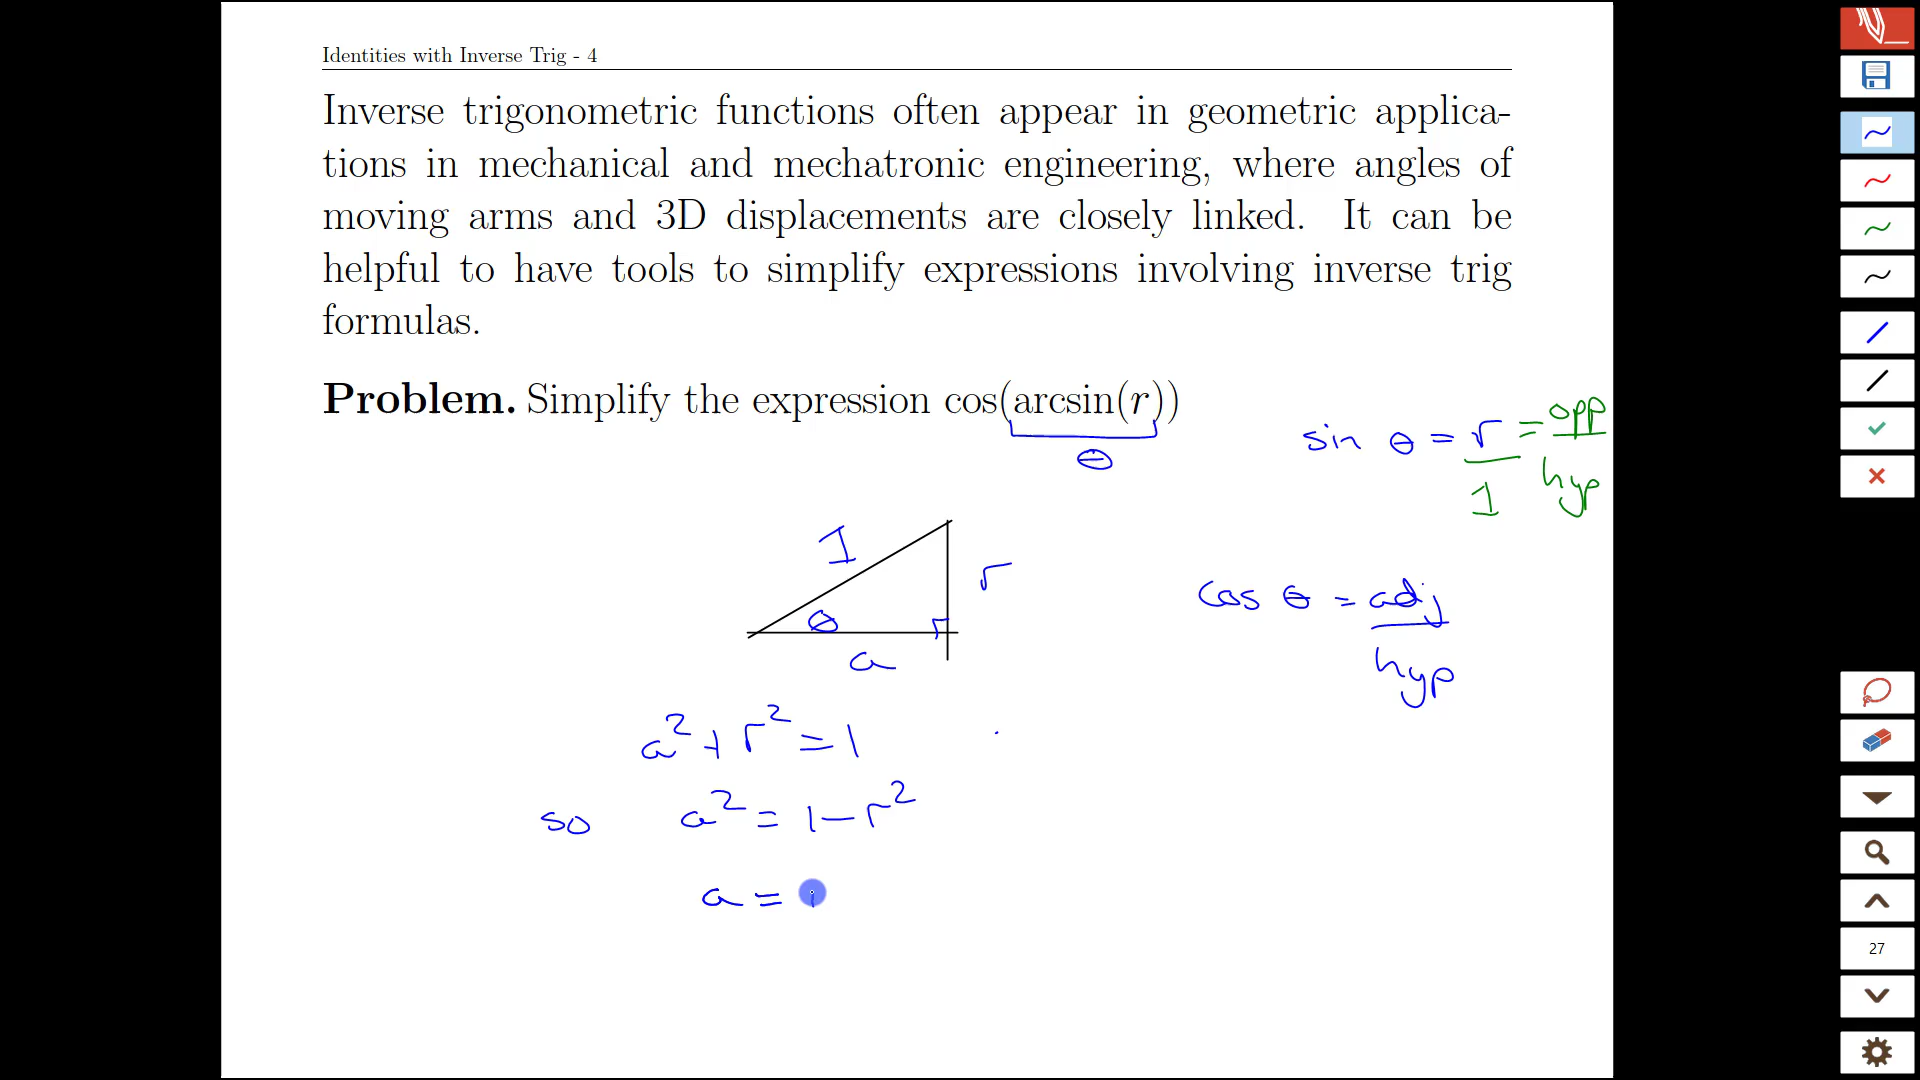 Identities with Inverse Trig - 4
Inverse trigonometric functions often appear in geometric applica-
tions in mechanical and mechatronic engineering, where angles of
moving arms and 3D displacements are closely linked. It can be
helpful to have tools to simplify expressions involving inverse trig
formulas.
Problem. Simplify the expression cos(arcsin(r))
θ
sin θ = r/1 = opp/hyp
1
r
θ
a
cos θ = adj/hyp
a² + r² = 1
so a² = 1 − r²
a =
27